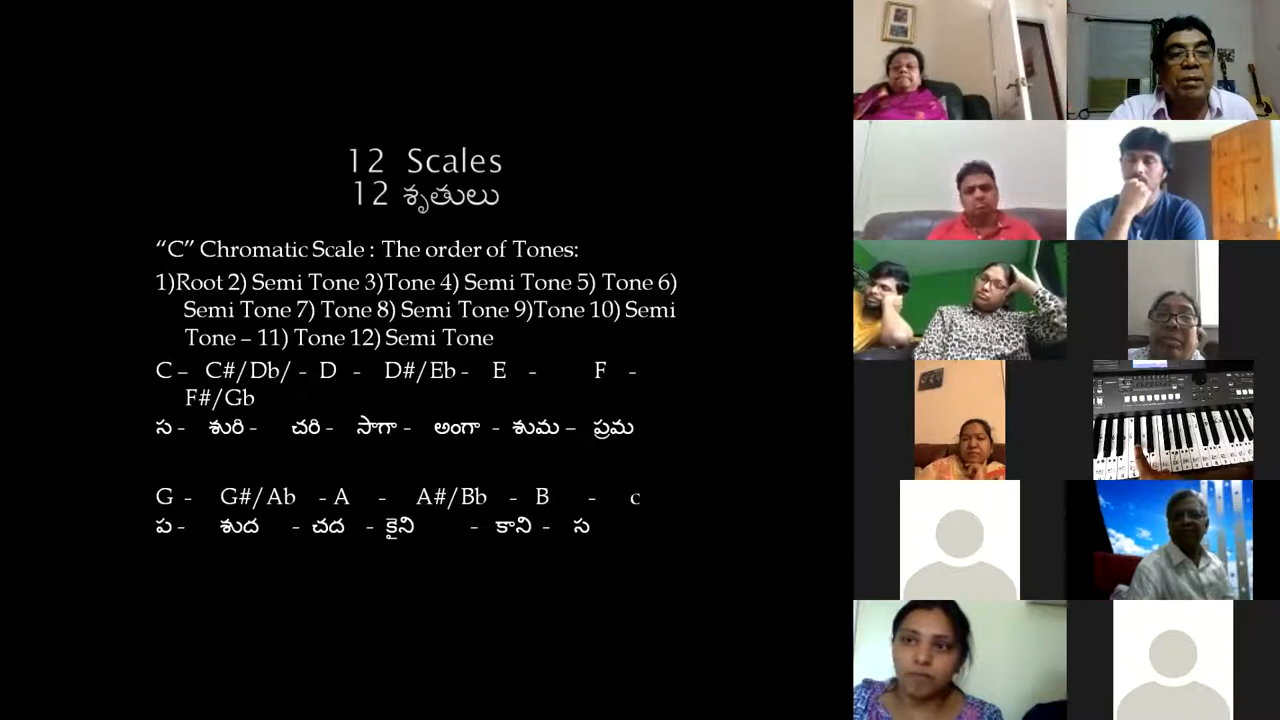 12 Scales
12 శృతులు
“C” Chromatic Scale : The order of Tones:
1)Root 2) Semi Tone 3)Tone 4) Semi Tone 5) Tone 6)
Semi Tone 7) Tone 8) Semi Tone 9)Tone 10) Semi
Tone – 11) Tone 12) Semi Tone
C – C#/Db/ - D - D#/Eb - E - F -
F#/Gb
స - శురి - చరి - సాగా - అంగా - శుమ – ప్రమ
G - G#/Ab - A - A#/Bb - B - c
ప - శుద - చద - కైని - కాని - స